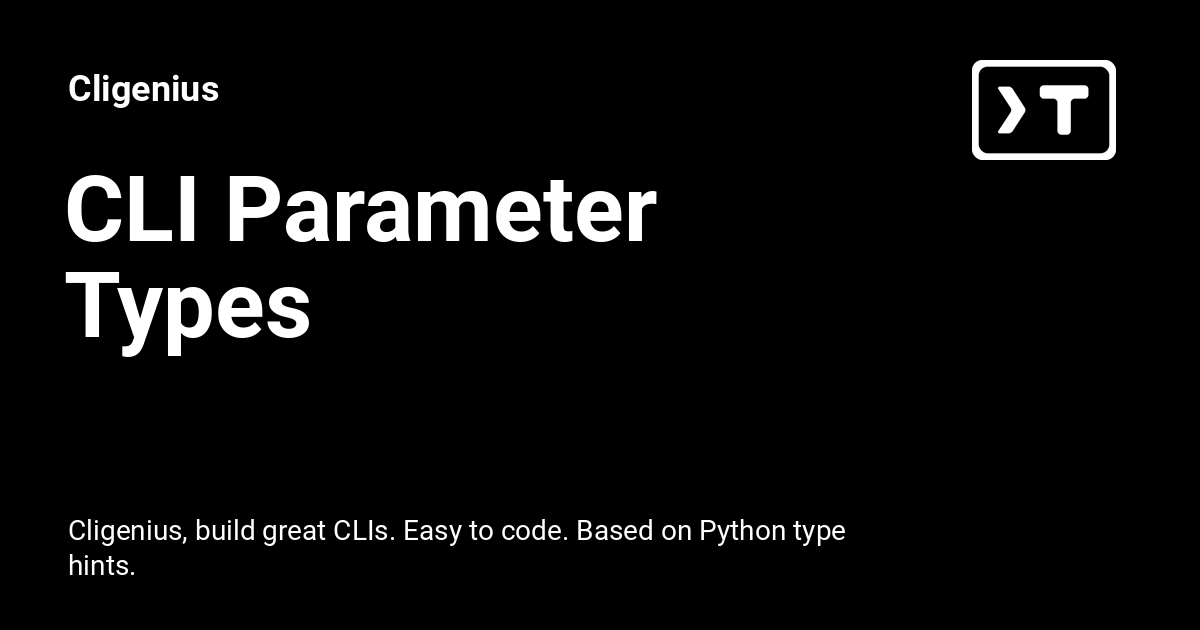 Cligenius
T
CLI Parameter
Types
Cligenius, build great CLIs. Easy to code. Based on Python type
hints.